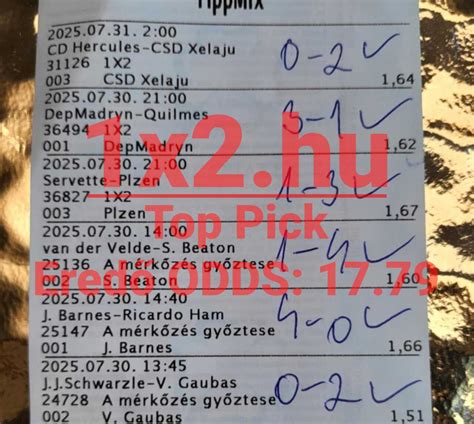 TippMix
2025.07.31. 2:00
CD Hercules-CSD Xelaju
31126 1X2
003 CSD Xelaju 1,64
0-2 ✓
2025.07.30. 21:00
DepMadryn-Quilmes
36494 1X2
001 DepMadryn 1,62
3-1 ✓
2025.07.30. 21:00
Servette-Plzen
36827 1X2
003 Plzen 1,67
1-3 ✓
2025.07.30. 14:00
van der Velde-S. Beaton
25136 A mérkőzés győztese
002 S. Beaton 1,60
1-4 ✓
2025.07.30. 14:40
J. Barnes-Ricardo Ham
25147 A mérkőzés győztese
001 J. Barnes 1,66
4-0 ✓
2025.07.30. 13:45
J.J.Schwarzle-V. Gaubas
24728 A mérkőzés győztese
002 V. Gaubas 1,51
0-2 ✓
1x2.hu
Top Pick
Eredő ODDS: 17.79